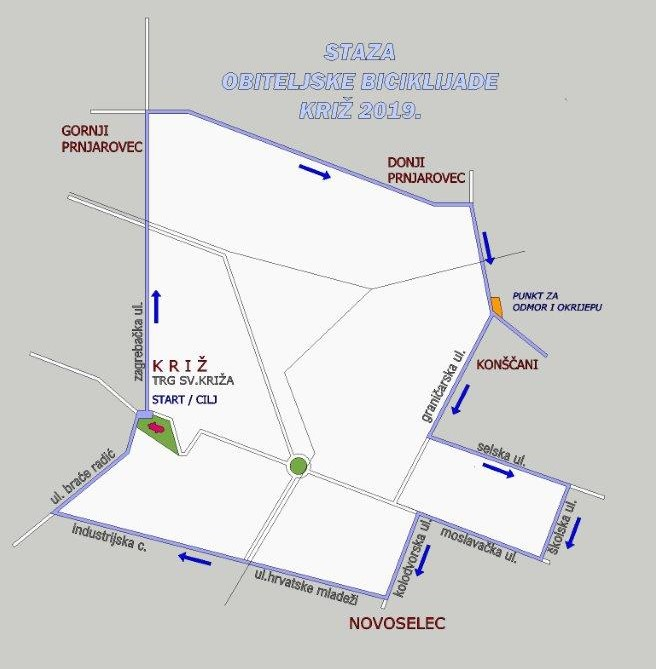 STAZA
OBITELJSKE BICIKLIJADE
KRIŽ 2019.
GORNJI
PRNJAROVEC
DONJI
PRNJAROVEC
PUNKT ZA
ODMOR I OKRIJEPU
zagrebačka ul.
KRIŽ
TRG SV.KRIŽA
START / CILJ
KONŠČANI
graničarska ul.
selska ul.
školska ul.
moslavačka ul.
kolodvorska ul.
ul. braće radić
industrijska c.
ul.hrvatske mladeži
NOVOSELEC